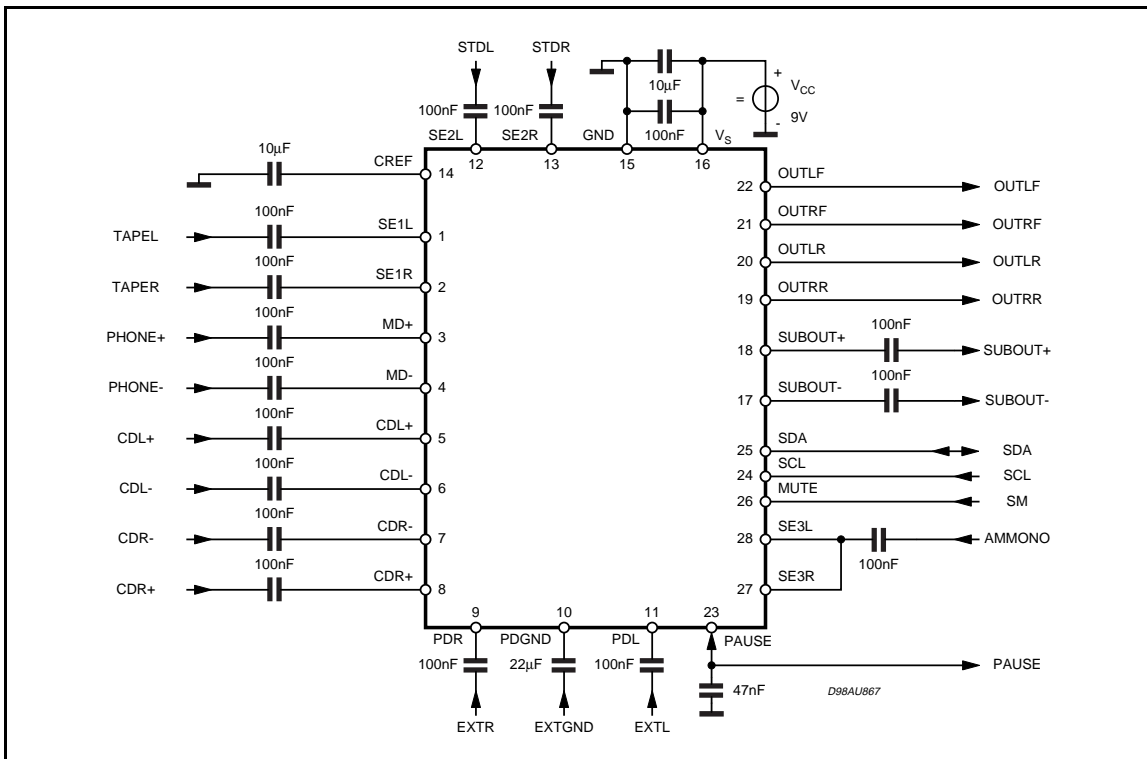 STDL STDR
10μF
+
V_CC
=
9V
-
100nF 100nF
100nF
SE2L SE2R GND V_S
12 13 15 16
10μF
CREF
14
100nF
TAPEL SE1L 1
100nF
TAPER SE1R 2
100nF
PHONE+ MD+ 3
100nF
PHONE- MD- 4
100nF
CDL+ CDL+ 5
100nF
CDL- CDL- 6
100nF
CDR- CDR- 7
100nF
CDR+ CDR+ 8
22 OUTLF OUTLF
21 OUTRF OUTRF
20 OUTLR OUTLR
19 OUTRR OUTRR
100nF
18 SUBOUT+ SUBOUT+
100nF
17 SUBOUT- SUBOUT-
25 SDA SDA
24 SCL SCL
26 MUTE SM
28 SE3L AMMONO
100nF
27 SE3R
9 10 11 23
PDR PDGND PDL PAUSE
100nF 22μF 100nF
PAUSE
47nF
D98AU867
EXTR EXTGND EXTL